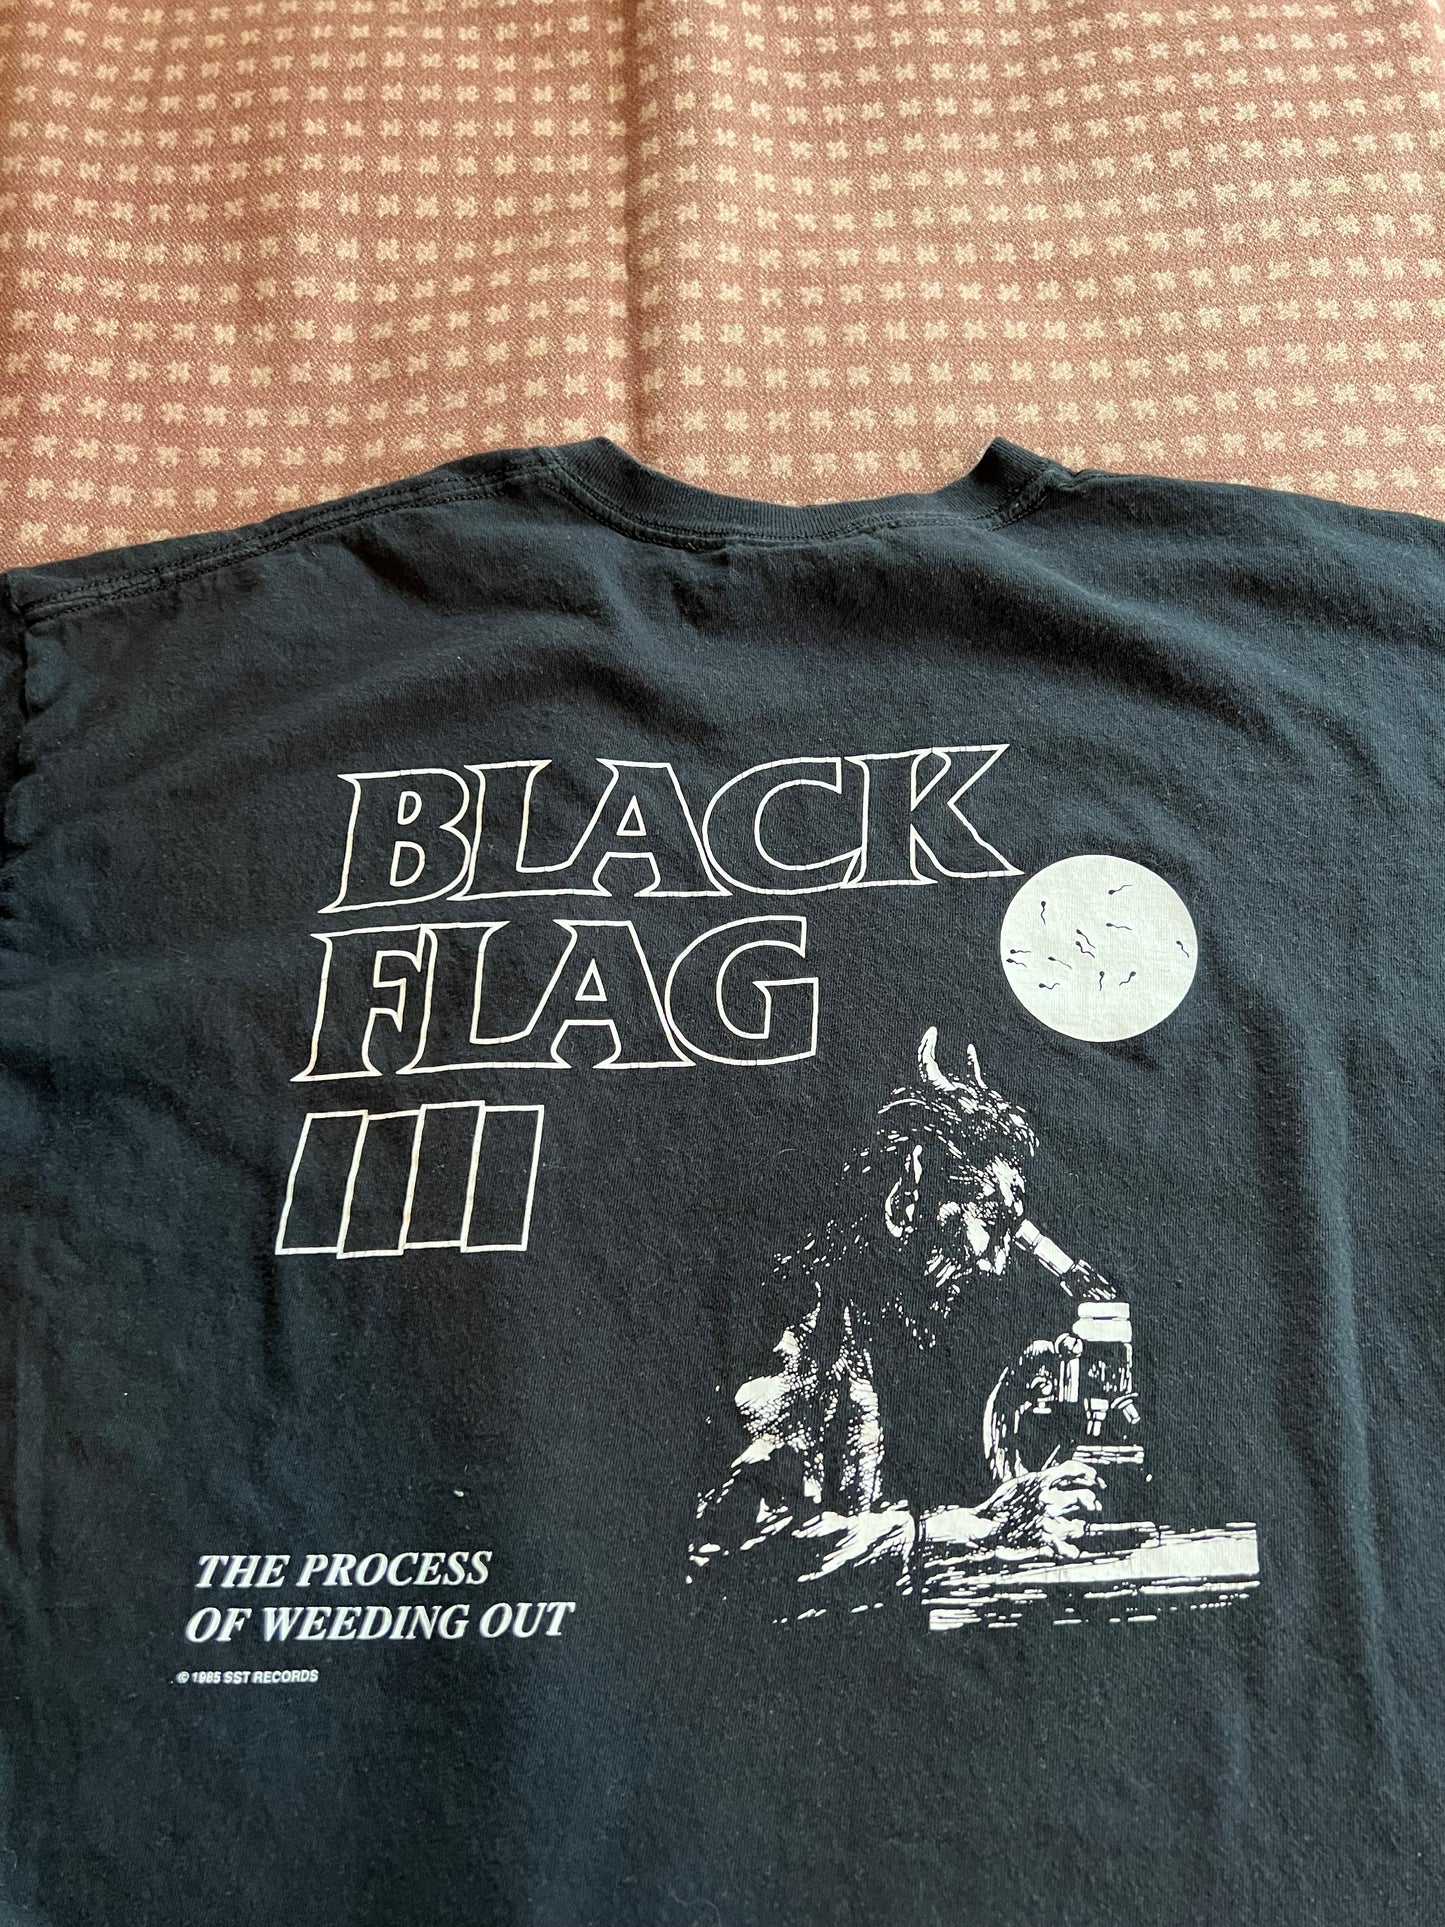 BLACK
FLAG
THE PROCESS
OF WEEDING OUT
© 1985 SST RECORDS